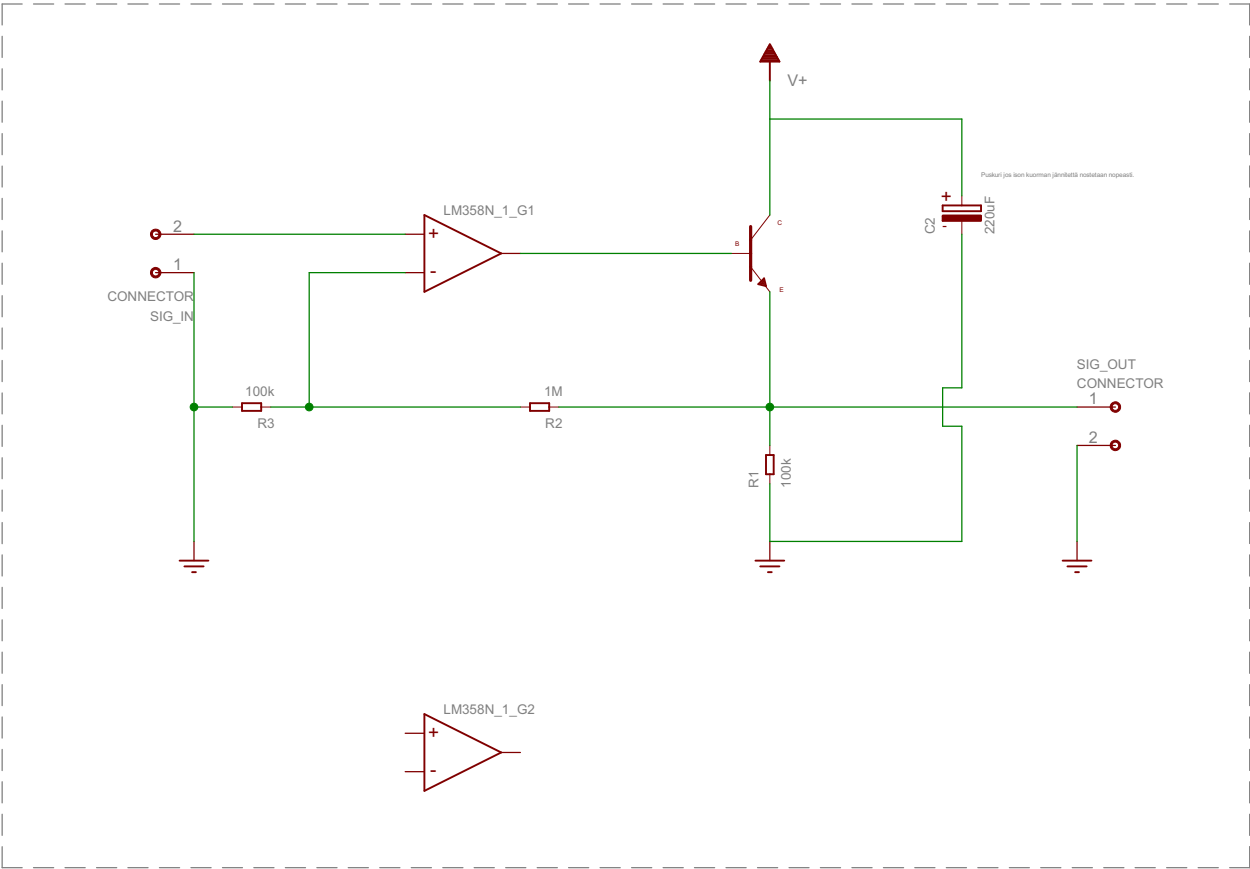 V+
Puskuri jos ison kuorman jännitettä nostetaan nopeasti.
LM358N_1_G1
+
-
2
1
CONNECTOR
SIG_IN
B
C
E
+
-
C2
220uF
100k
R3
1M
R2
R1
100k
SIG_OUT
CONNECTOR
1
2
LM358N_1_G2
+
-